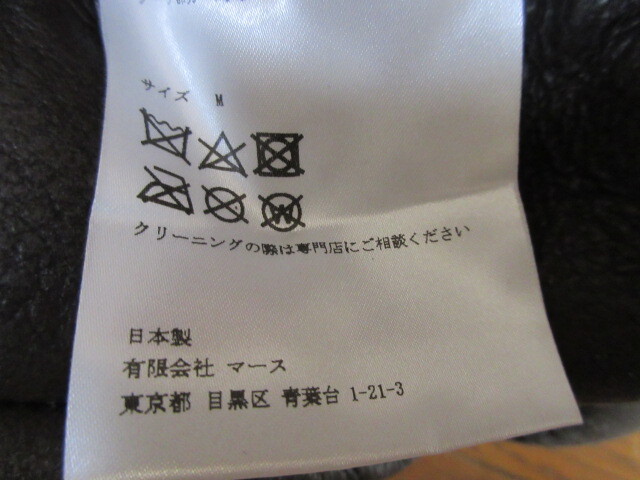 サイズ M
W
クリーニングの際は専門店にご相談ください
日本製
有限会社 マース
東京都 目黒区 青葉台 1-21-3